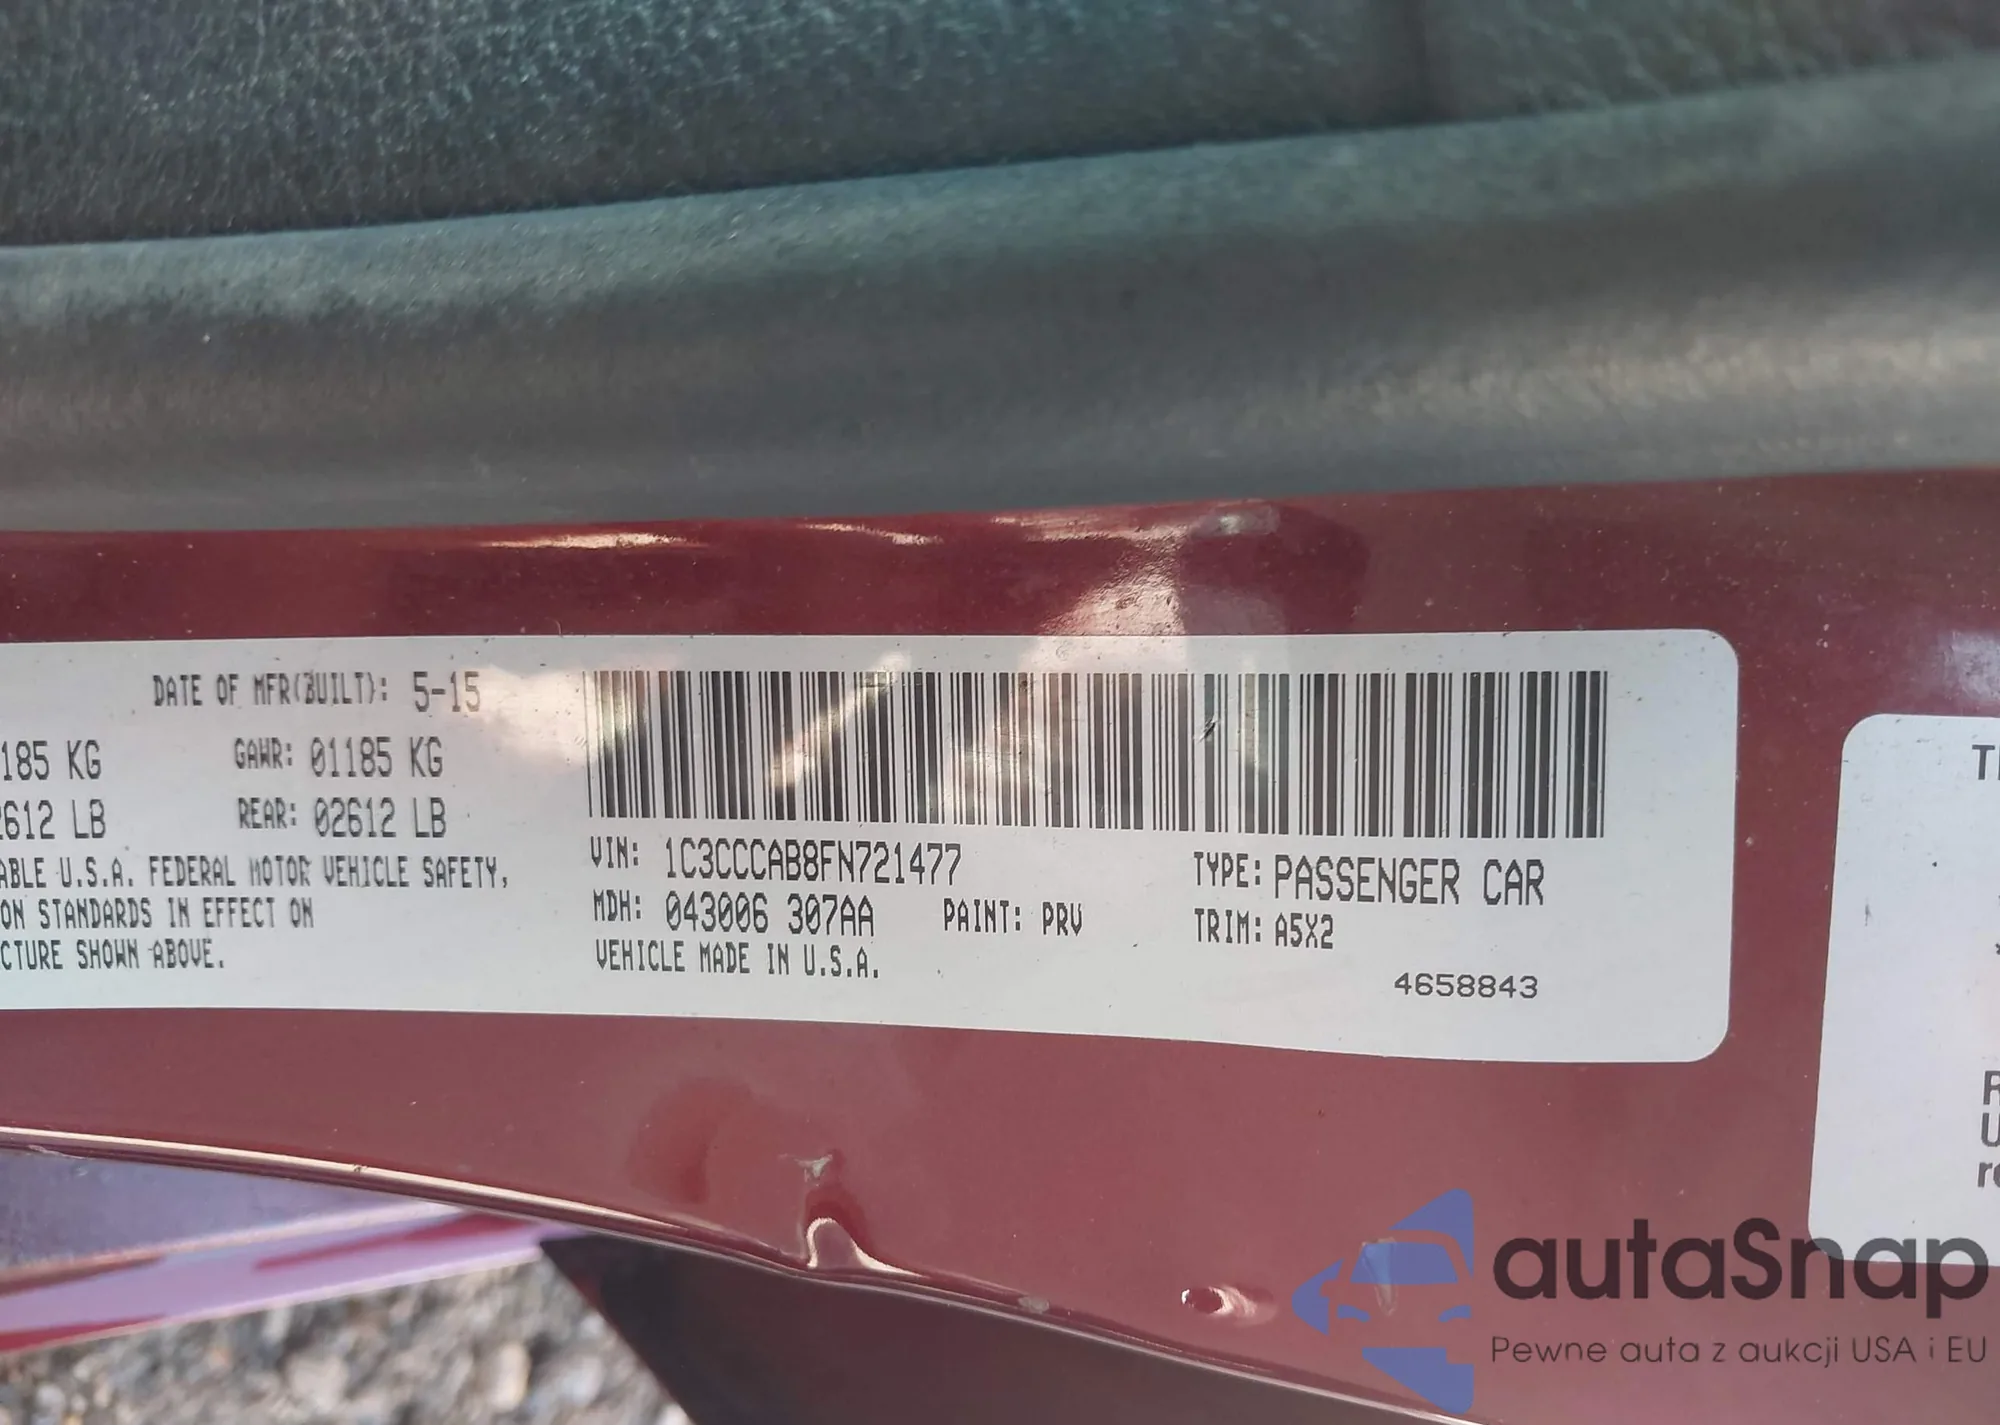 DATE OF MFR(BUILT): 5-15
185 KG GAWR: 01185 KG
2612 LB REAR: 02612 LB
ABLE U.S.A. FEDERAL MOTOR VEHICLE SAFETY,
ON STANDARDS IN EFFECT ON
CTURE SHOWN ABOVE.
VIN: 1C3CCCAB8FN721477
TYPE: PASSENGER CAR
MDH: 043006 307AA PAINT: PRV
TRIM: A5X2
VEHICLE MADE IN U.S.A.
4658843
autaSnap
Pewne auta z aukcji USA i EU